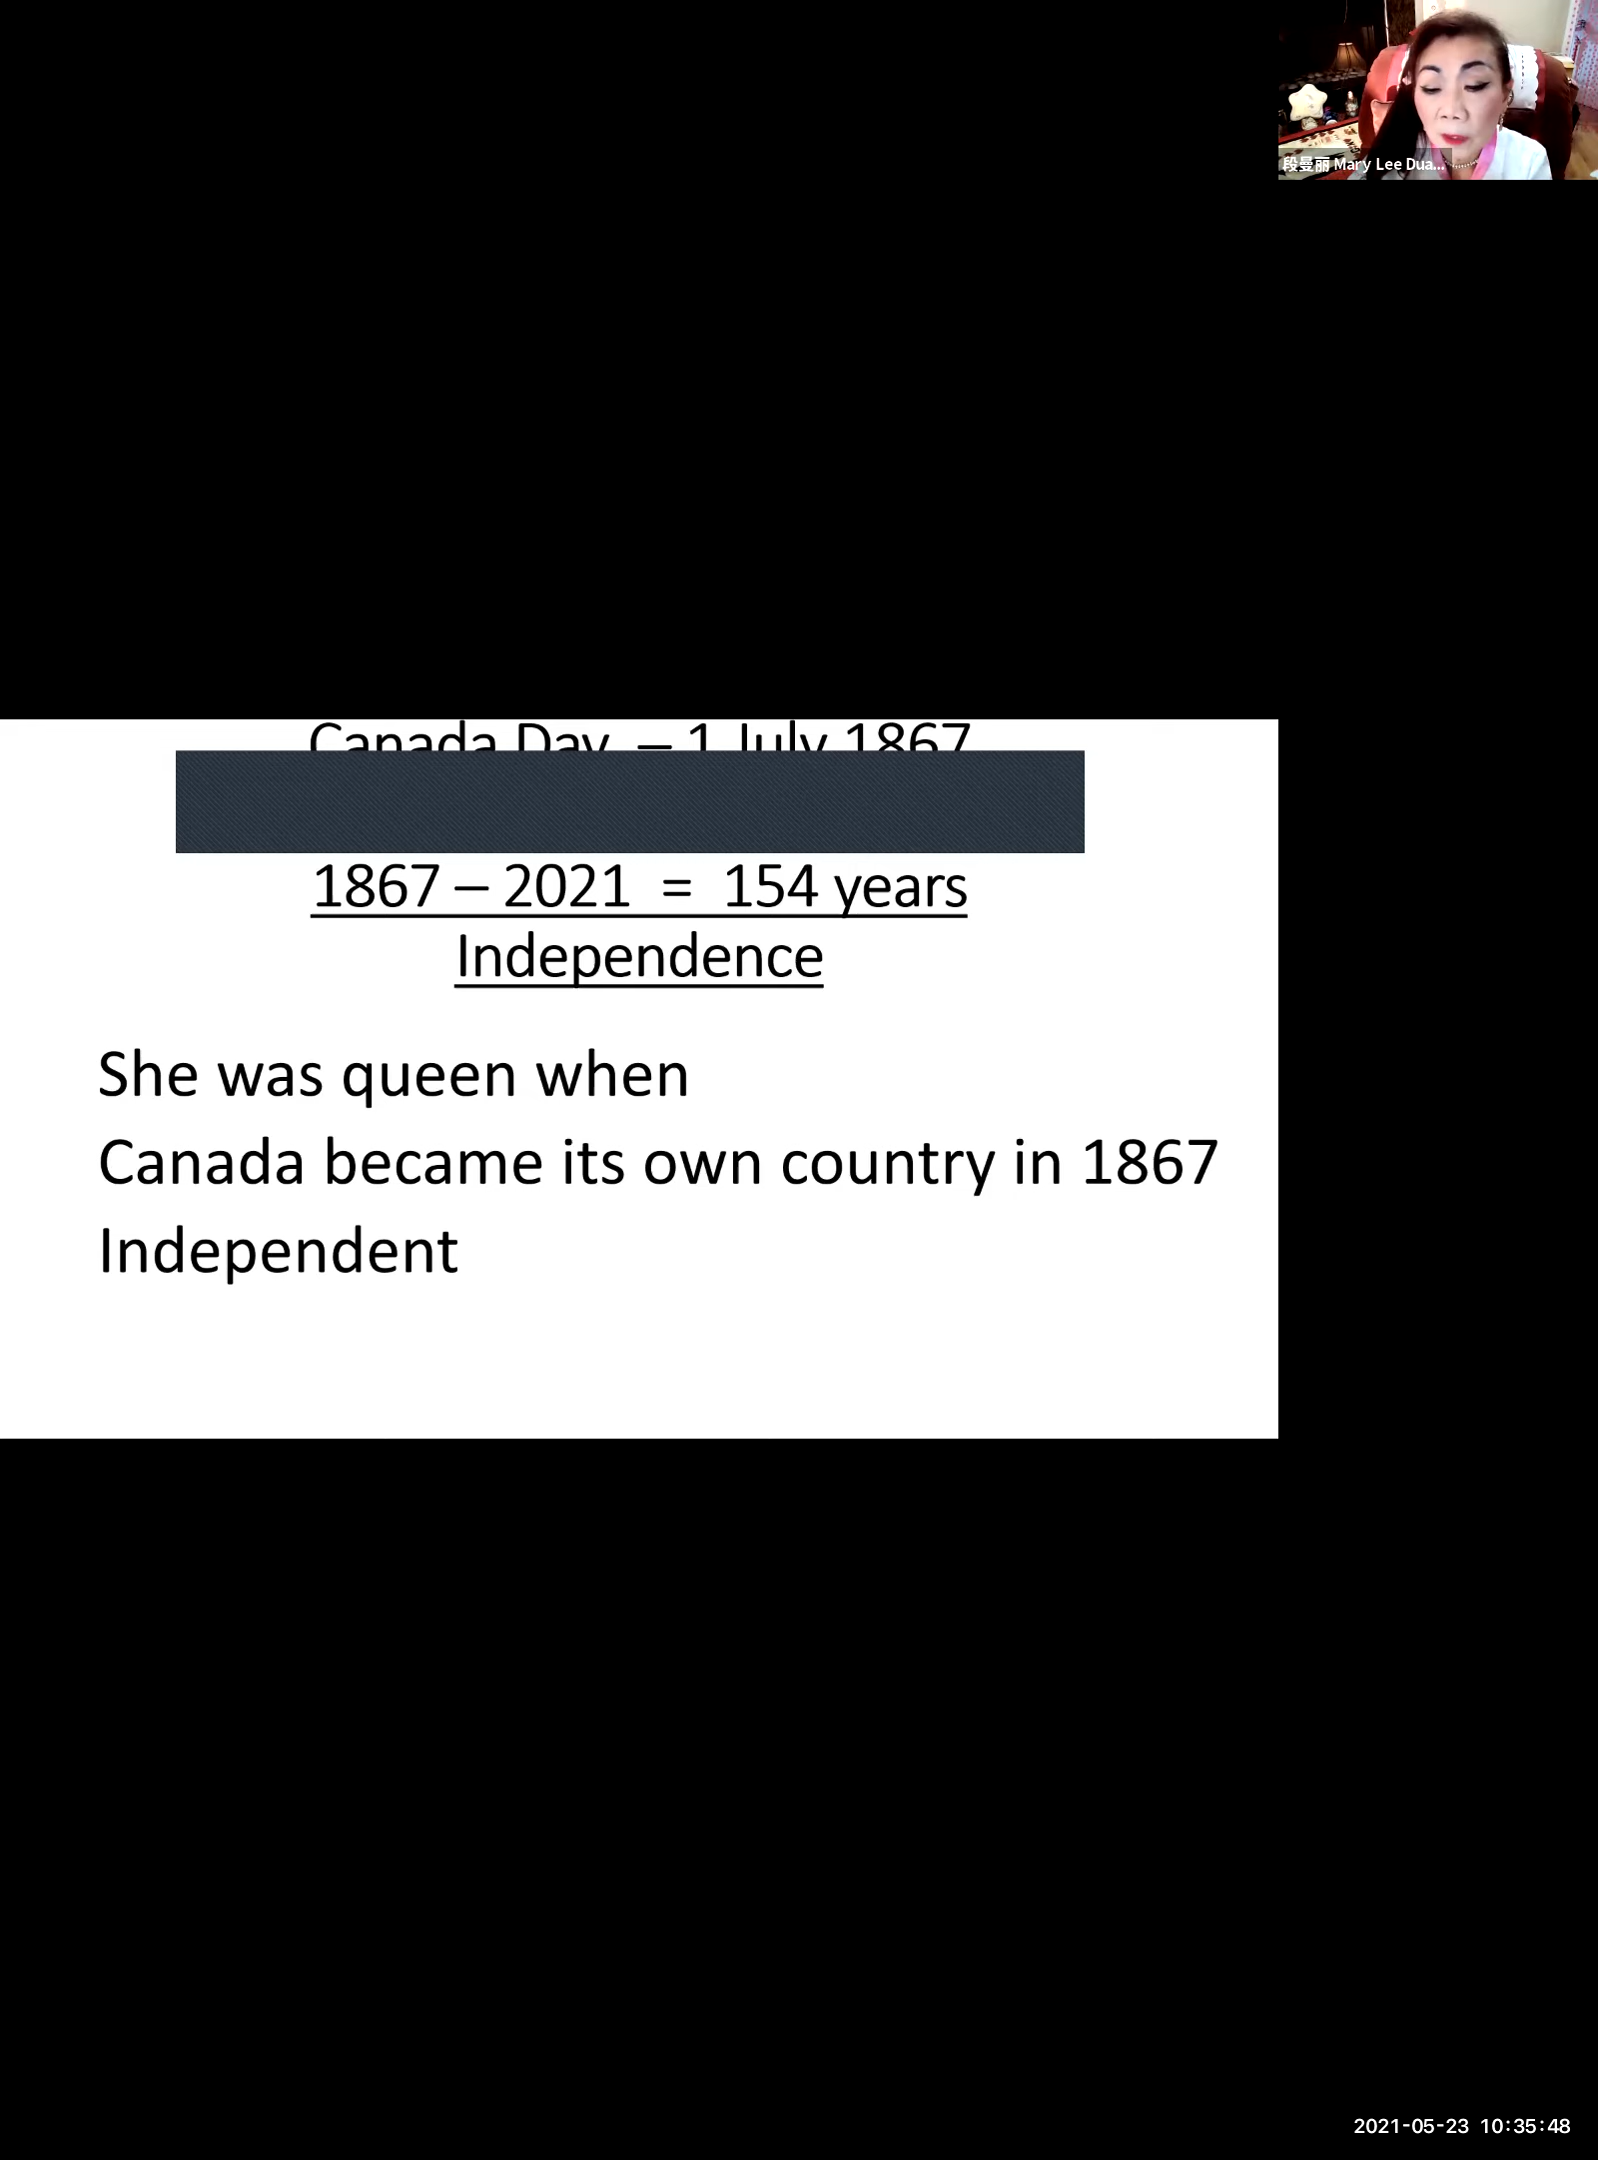 段曼丽 Mary Lee Dua...
Canada Day – 1 July 1867
1867 – 2021 = 154 years
Independence
She was queen when
Canada became its own country in 1867
Independent
2021-05-23 10:35:48